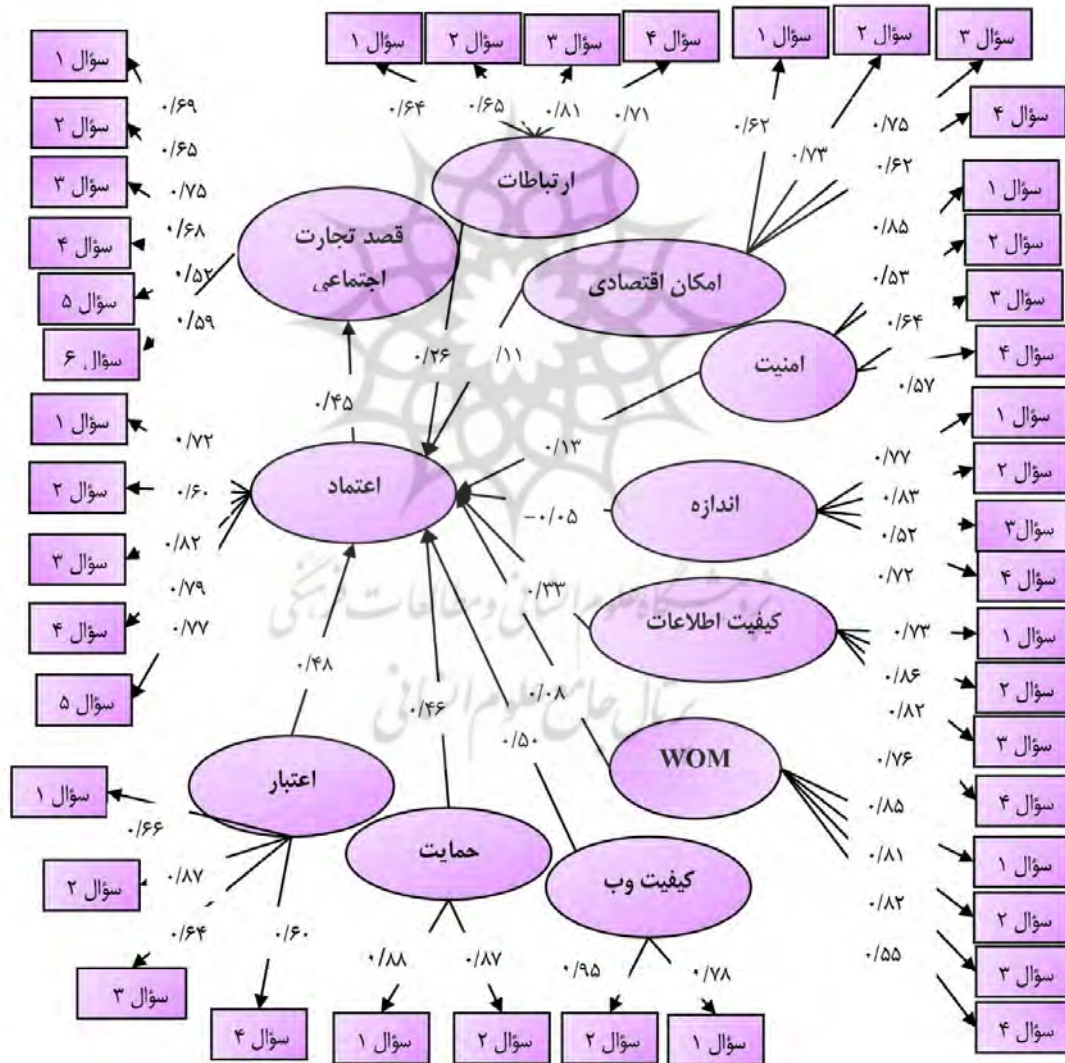 سؤال ۱
سؤال ۲
سؤال ۳
سؤال ۴
سؤال ۱
سؤال ۲
سؤال ۳
سؤال ۴
۰/۶۴
۰/۶۵
۰/۸۱
۰/۷۱
۰/۶۲
۰/۷۳
۰/۷۵
۰/۶۲
سؤال ۱
سؤال ۲
سؤال ۳
سؤال ۴
سؤال ۵
سؤال ۶
۰/۶۹
۰/۶۵
۰/۷۵
۰/۶۸
۰/۵۲
۰/۵۹
ارتباطات
قصد تجارت
اجتماعی
امکان اقتصادی
امنیت
۰/۸۵
۰/۵۳
۰/۶۴
۰/۵۷
سؤال ۱
سؤال ۲
سؤال ۳
سؤال ۴
۰/۴۵
۰/۲۶
/۱۱
۰/۱۳
-۰/۰۵
۰/۳۳
۰/۰۸
۰/۵۰
۰/۴۶
۰/۴۸
سؤال ۱
سؤال ۲
سؤال ۳
سؤال ۴
سؤال ۵
۰/۷۲
۰/۶۰
۰/۸۲
۰/۷۹
۰/۷۷
اعتماد
اندازه
۰/۷۷
۰/۸۳
۰/۵۲
۰/۷۲
سؤال ۱
سؤال ۲
سؤال۳
سؤال ۴
پژوهشگاه علوم انسانی و مطالعات فرهنگی
پرتال جامع علوم انسانی
کیفیت اطلاعات
۰/۷۳
۰/۸۶
۰/۸۲
۰/۷۶
سؤال ۱
سؤال ۲
سؤال ۳
سؤال ۴
WOM
۰/۸۵
۰/۸۱
۰/۸۲
۰/۵۵
سؤال ۱
سؤال ۲
سؤال ۳
سؤال ۴
اعتبار
حمایت
کیفیت وب
سؤال ۱
سؤال ۲
سؤال ۳
سؤال ۴
۰/۶۶
۰/۸۷
۰/۶۴
۰/۶۰
۰/۸۸
۰/۸۷
۰/۹۵
۰/۷۸
سؤال ۱
سؤال ۲
سؤال ۲
سؤال ۱